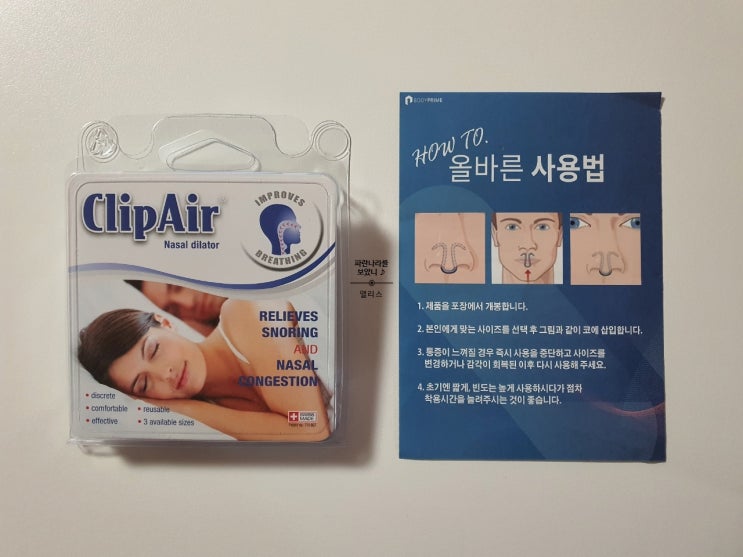 ClipAir®
Nasal dilator
IMPROVES
BREATHING
RELIEVES
SNORING
AND
NASAL
CONGESTION
• discrete
• comfortable
• effective
• reusable
• 3 available sizes
SWISS
MADE
파란나라를
보았니 ♪
앨리스
BODYPRIME
HOW TO.
올바른 사용법
1. 제품을 포장에서 개봉합니다.
2. 본인에게 맞는 사이즈를 선택 후 그림과 같이 코에 삽입합니다.
3. 통증이 느껴질 경우 즉시 사용을 중단하고 사이즈를
변경하거나 감각이 회복된 이후 다시 사용해 주세요.
4. 초기엔 짧게, 빈도는 높게 사용하시다가 점차
착용시간을 늘려주시는 것이 좋습니다.